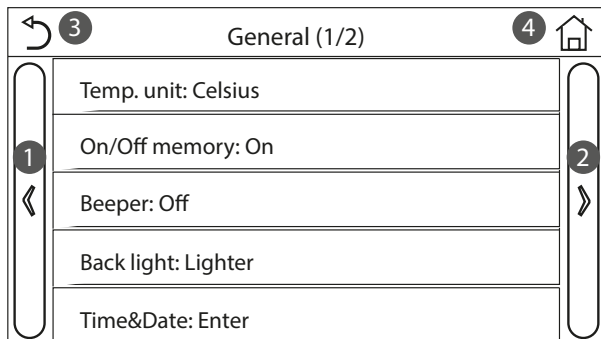 3 General (1/2) 4
Temp. unit: Celsius
On/Off memory: On
1 2
Beeper: Off
Back light: Lighter
Time&Date: Enter